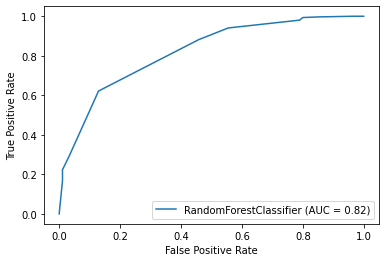 1.0
0.8
0.6
0.4
0.2
0.0
True Positive Rate
RandomForestClassifier (AUC = 0.82)
0.0 0.2 0.4 0.6 0.8 1.0
False Positive Rate